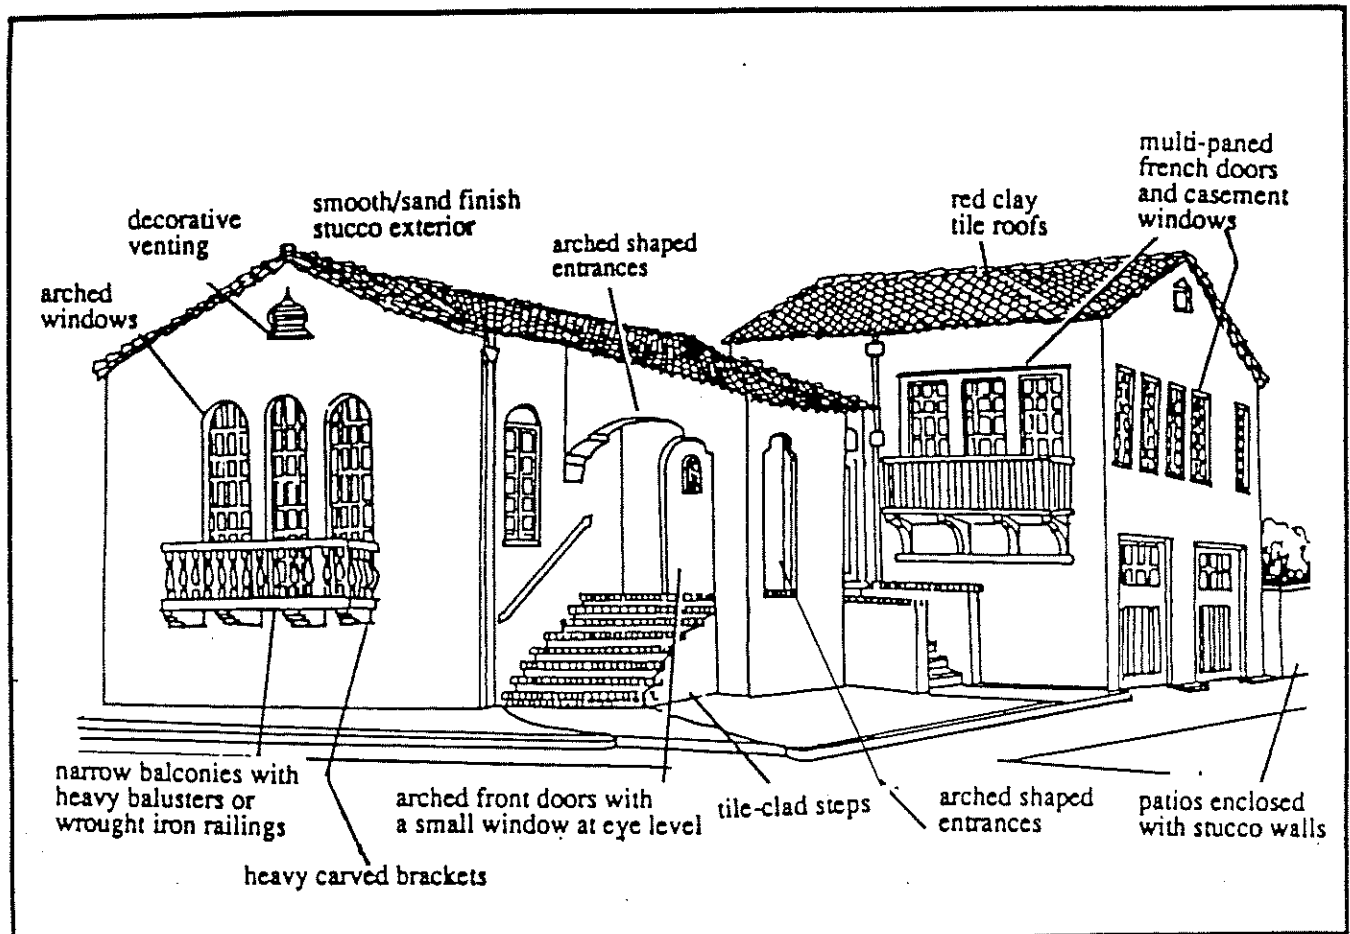 multi-paned
french doors
and casement
windows
smooth/sand finish
stucco exterior
red clay
tile roofs
decorative
venting
arched shaped
entrances
arched
windows
narrow balconies with
heavy balusters or
wrought iron railings
arched front doors with
a small window at eye level
tile-clad steps
arched shaped
entrances
patios enclosed
with stucco walls
heavy carved brackets